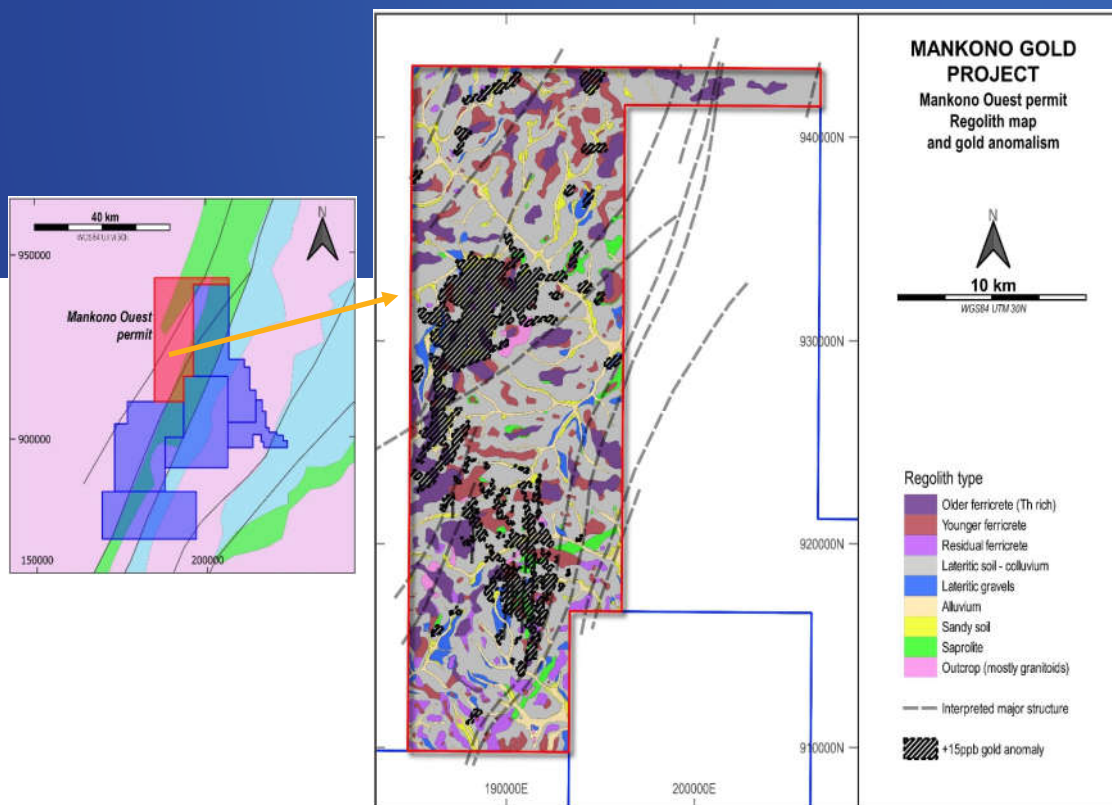 MANKONO GOLD
PROJECT
Mankono Ouest permit
Regolith map
and gold anomalism
N
10 km
WGS84 UTM 30N
Regolith type
Older ferricrete (Th rich)
Younger ferricrete
Residual ferricrete
Lateritic soil - colluvium
Lateritic gravels
Alluvium
Sandy soil
Saprolite
Outcrop (mostly granitoids)
Interpreted major structure
+15ppb gold anomaly
940000N
930000N
920000N
910000N
190000E
200000E
40 km
WGS84 UTM 30N
N
950000
Mankono Ouest
permit
900000
150000
200000